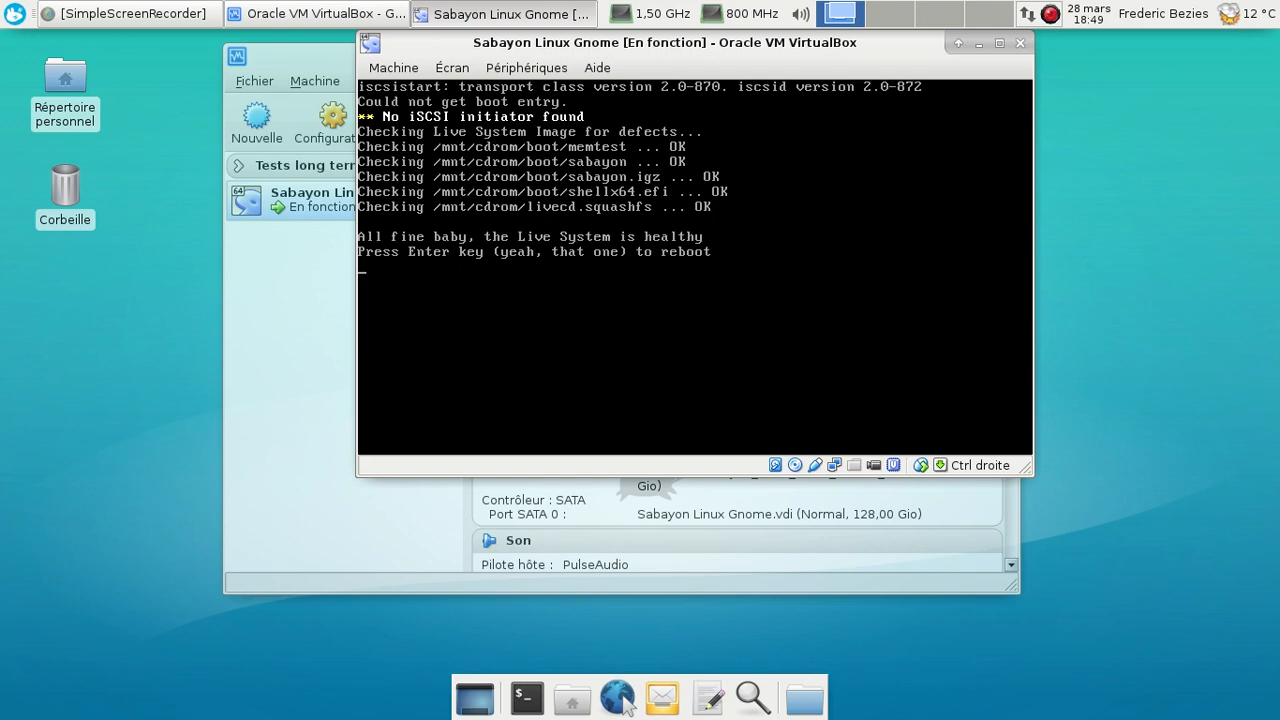 [SimpleScreenRecorder]
Oracle VM VirtualBox - G...
Sabayon Linux Gnome [...
1,50 GHz
800 MHz
28 mars
18:49
Frederic Bezies
12 °C
Sabayon Linux Gnome [En fonction] - Oracle VM VirtualBox
Machine Écran Périphériques Aide
iscsistart: transport class version 2.0-870. iscsid version 2.0-872
Could not get boot entry.
** No iSCSI initiator found
Checking Live System Image for defects...
Checking /mnt/cdrom/boot/memtest ... OK
Checking /mnt/cdrom/boot/sabayon ... OK
Checking /mnt/cdrom/boot/sabayon.igz ... OK
Checking /mnt/cdrom/boot/shellx64.efi ... OK
Checking /mnt/cdrom/livecd.squashfs ... OK
All fine baby, the Live System is healthy
Press Enter key (yeah, that one) to reboot
Ctrl droite
Répertoire
personnel
Corbeille
Fichier Machine
Nouvelle Configurat
Tests long terr
64
Sabayon Lin
En fonction
Gio)
Contrôleur : SATA
Port SATA 0 : Sabayon Linux Gnome.vdi (Normal, 128,00 Gio)
Son
Pilote hôte : PulseAudio